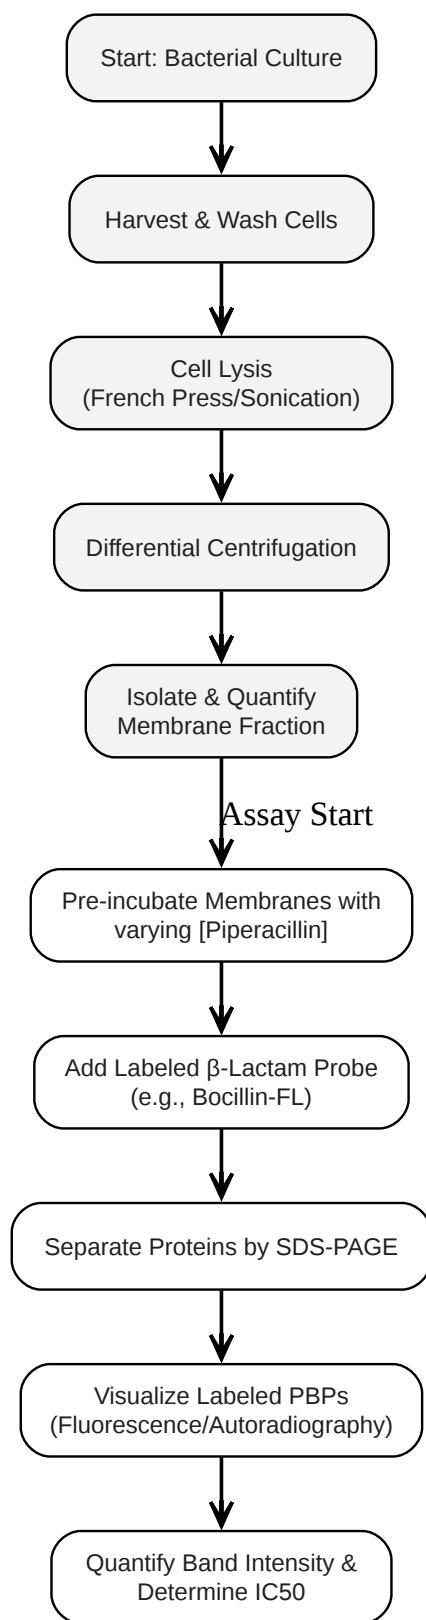 Start: Bacterial Culture
Harvest & Wash Cells
Cell Lysis
(French Press/Sonication)
Differential Centrifugation
Isolate & Quantify
Membrane Fraction
Assay Start
Pre-incubate Membranes with
varying [Piperacillin]
Add Labeled β-Lactam Probe
(e.g., Bocillin-FL)
Separate Proteins by SDS-PAGE
Visualize Labeled PBPs
(Fluorescence/Autoradiography)
Quantify Band Intensity &
Determine IC50